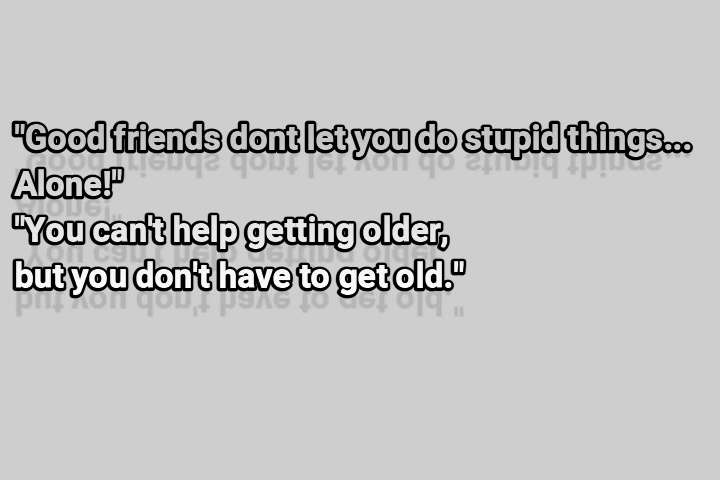 "Good friends dont let you do stupid things...
Alone!"
"You can't help getting older,
but you don't have to get old."